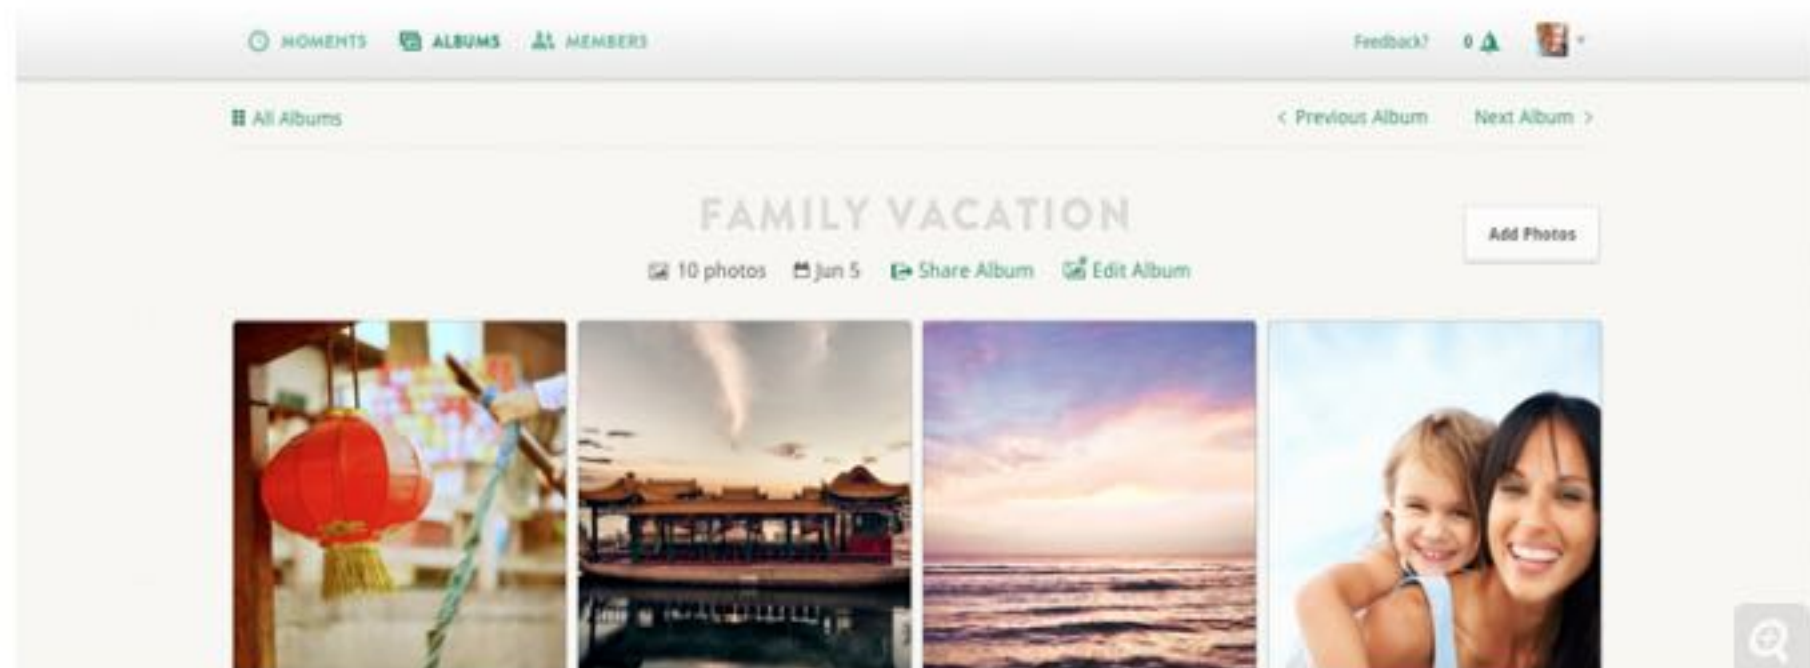 MOMENTS ALBUMS MEMBERS Feedback? 0
All Albums < Previous Album Next Album >
FAMILY VACATION
Add Photos
10 photos Jun 5 Share Album Edit Album